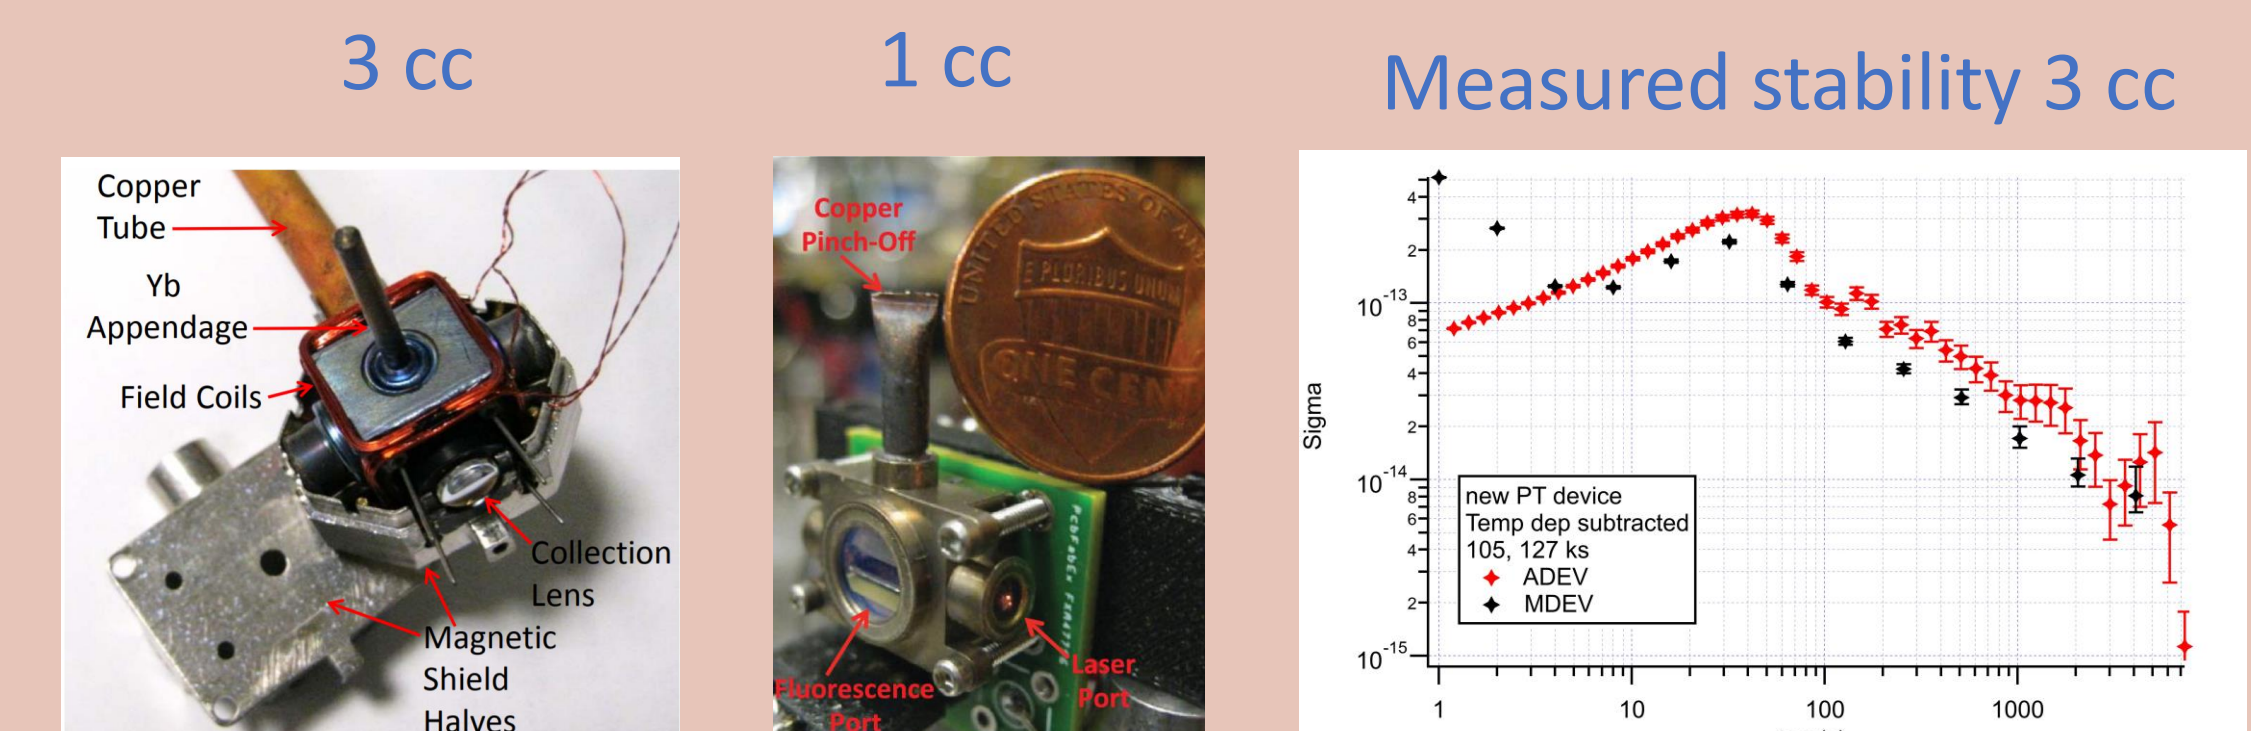 3 cc
1 cc
Measured stability 3 cc
Copper
Tube
Yb
Appendage
Field Coils
Collection
Lens
Magnetic
Shield
Halves
Copper
Pinch-Off
UNITED STATES OF AM
E PLURIBUS UNUM
ONE CEN
Fluorescence
Port
Laser
Port
4
2
10-13
8
6
4
2
10-14
8
6
4
2
10-15
Sigma
new PT device
Temp dep subtracted
105, 127 ks
ADEV
MDEV
1
10
100
1000